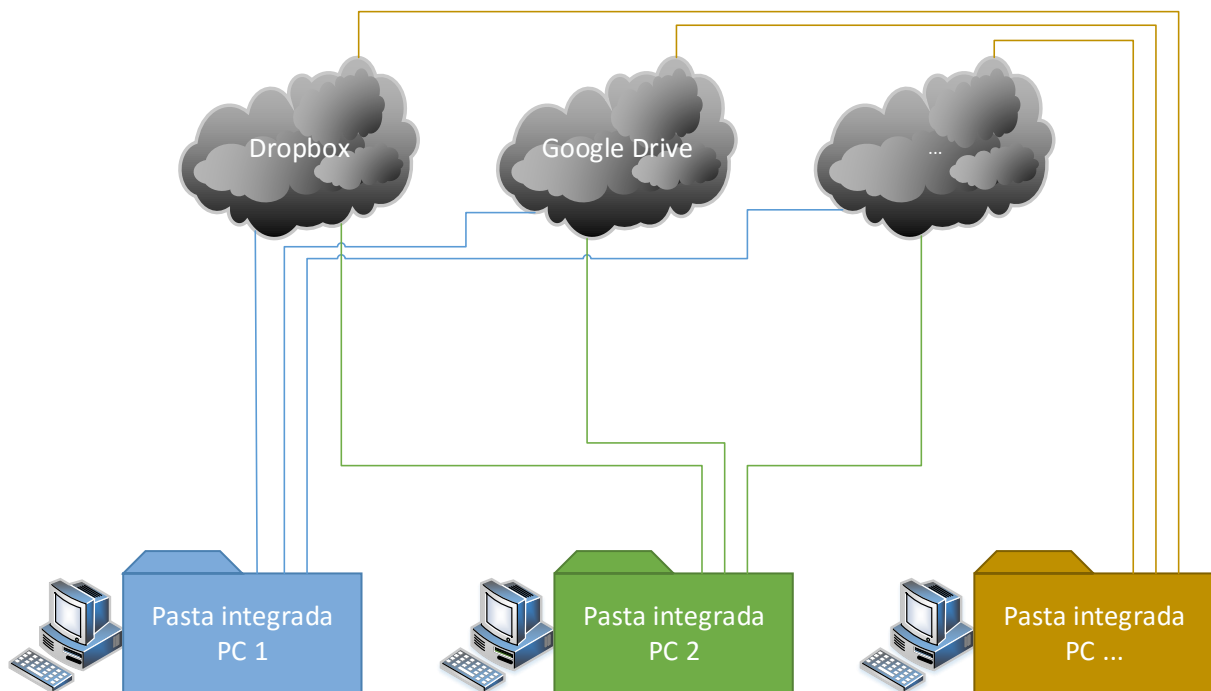 Dropbox
Google Drive
...
Pasta integrada
PC 1
Pasta integrada
PC 2
Pasta integrada
PC ...